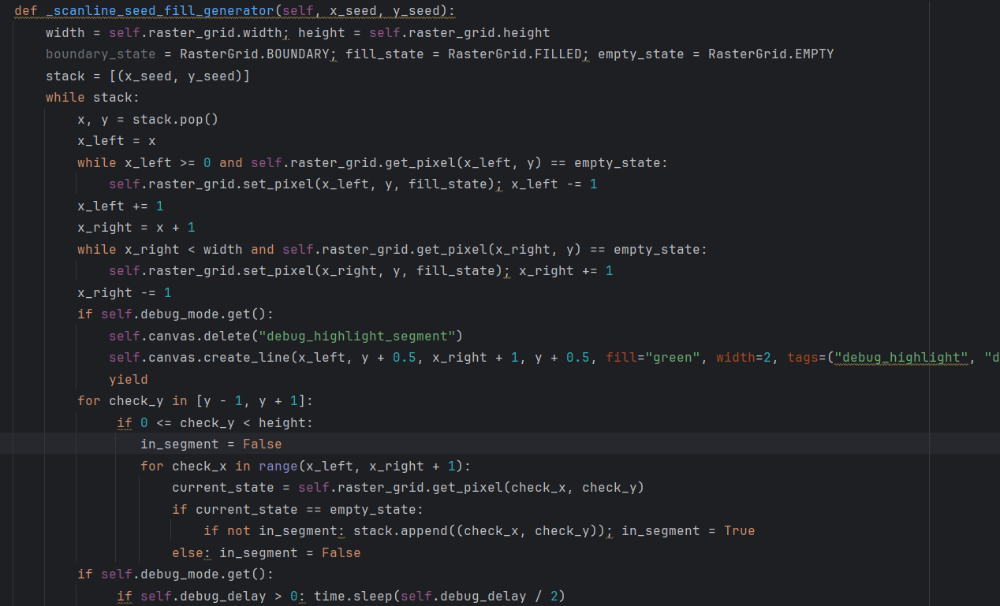 def _scanline_seed_fill_generator(self, x_seed, y_seed):
    width = self.raster_grid.width; height = self.raster_grid.height
    boundary_state = RasterGrid.BOUNDARY; fill_state = RasterGrid.FILLED; empty_state = RasterGrid.EMPTY
    stack = [(x_seed, y_seed)]
    while stack:
        x, y = stack.pop()
        x_left = x
        while x_left >= 0 and self.raster_grid.get_pixel(x_left, y) == empty_state:
            self.raster_grid.set_pixel(x_left, y, fill_state); x_left -= 1
        x_left += 1
        x_right = x + 1
        while x_right < width and self.raster_grid.get_pixel(x_right, y) == empty_state:
            self.raster_grid.set_pixel(x_right, y, fill_state); x_right += 1
        x_right -= 1
        if self.debug_mode.get():
            self.canvas.delete("debug_highlight_segment")
            self.canvas.create_line(x_left, y + 0.5, x_right + 1, y + 0.5, fill="green", width=2, tags=("debug_highlight", "d
            yield
        for check_y in [y - 1, y + 1]:
             if 0 <= check_y < height:
                in_segment = False
                for check_x in range(x_left, x_right + 1):
                    current_state = self.raster_grid.get_pixel(check_x, check_y)
                    if current_state == empty_state:
                        if not in_segment: stack.append((check_x, check_y)); in_segment = True
                    else: in_segment = False
        if self.debug_mode.get():
             if self.debug_delay > 0: time.sleep(self.debug_delay / 2)